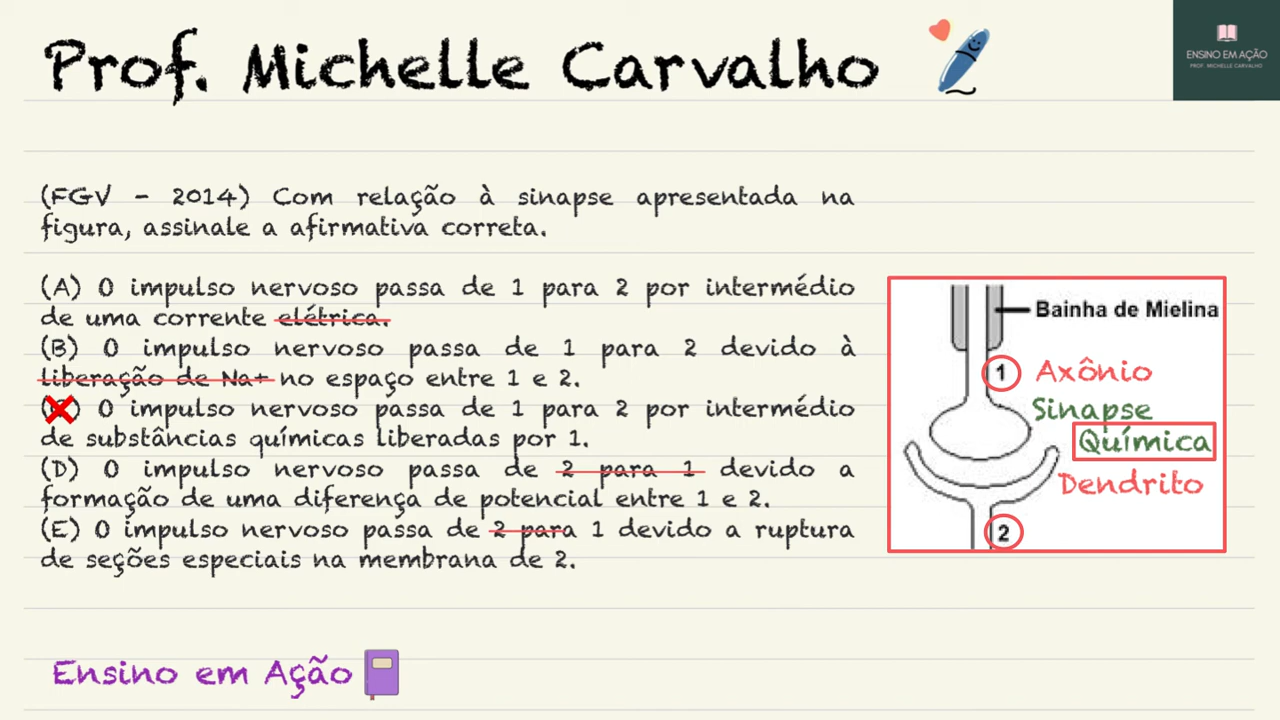 Prof. Michelle Carvalho
ENSINO EM AÇÃO
PROF. MICHELLE CARVALHO
(FGV - 2014) Com relação à sinapse apresentada na
figura, assinale a afirmativa correta.
(A) O impulso nervoso passa de 1 para 2 por intermédio
de uma corrente elétrica.
(B) O impulso nervoso passa de 1 para 2 devido à
liberação de Na+ no espaço entre 1 e 2.
(C) O impulso nervoso passa de 1 para 2 por intermédio
de substâncias químicas liberadas por 1.
(D) O impulso nervoso passa de 2 para 1 devido a
formação de uma diferença de potencial entre 1 e 2.
(E) O impulso nervoso passa de 2 para 1 devido a ruptura
de seções especiais na membrana de 2.
Bainha de Mielina
1 Axônio
Sinapse
Química
Dendrito
2
Ensino em Ação